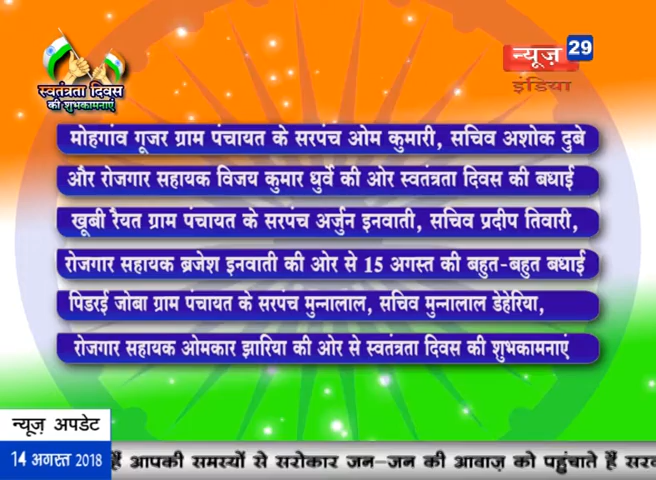 स्वतंत्रता दिवस
की शुभकामनाएं
न्यूज़ 29
इंडिया
मोहगांव गूजर ग्राम पंचायत के सरपंच ओम कुमारी, सचिव अशोक दुबे
और रोजगार सहायक विजय कुमार धुर्वे की ओर स्वतंत्रता दिवस की बधाई
खूबी रैयत ग्राम पंचायत के सरपंच अर्जुन इनवाती, सचिव प्रदीप तिवारी,
रोजगार सहायक ब्रजेश इनवाती की ओर से 15 अगस्त की बहुत-बहुत बधाई
पिडरई जोबा ग्राम पंचायत के सरपंच मुन्नालाल, सचिव मुन्नालाल डेहेरिया,
रोजगार सहायक ओमकार झारिया की ओर से स्वतंत्रता दिवस की शुभकामनाएं
न्यूज़ अपडेट
14 अगस्त 2018 हैं आपकी समस्यों से सरोकार जन-जन की आवाज़ को पहुंचाते हैं